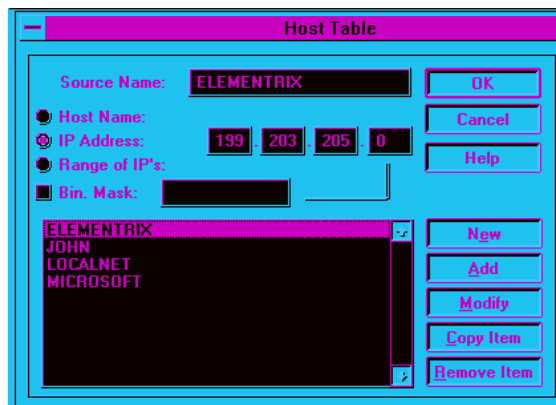 Host Table
Source Name: ELEMENTRIX
OK
Host Name:
Cancel
IP Address: 199 . 203 . 205 . 0
Range of IP's:
Help
Bin. Mask:
ELEMENTRIX
JOHN
LOCALNET
MICROSOFT
New
Add
Modify
Copy Item
Remove Item